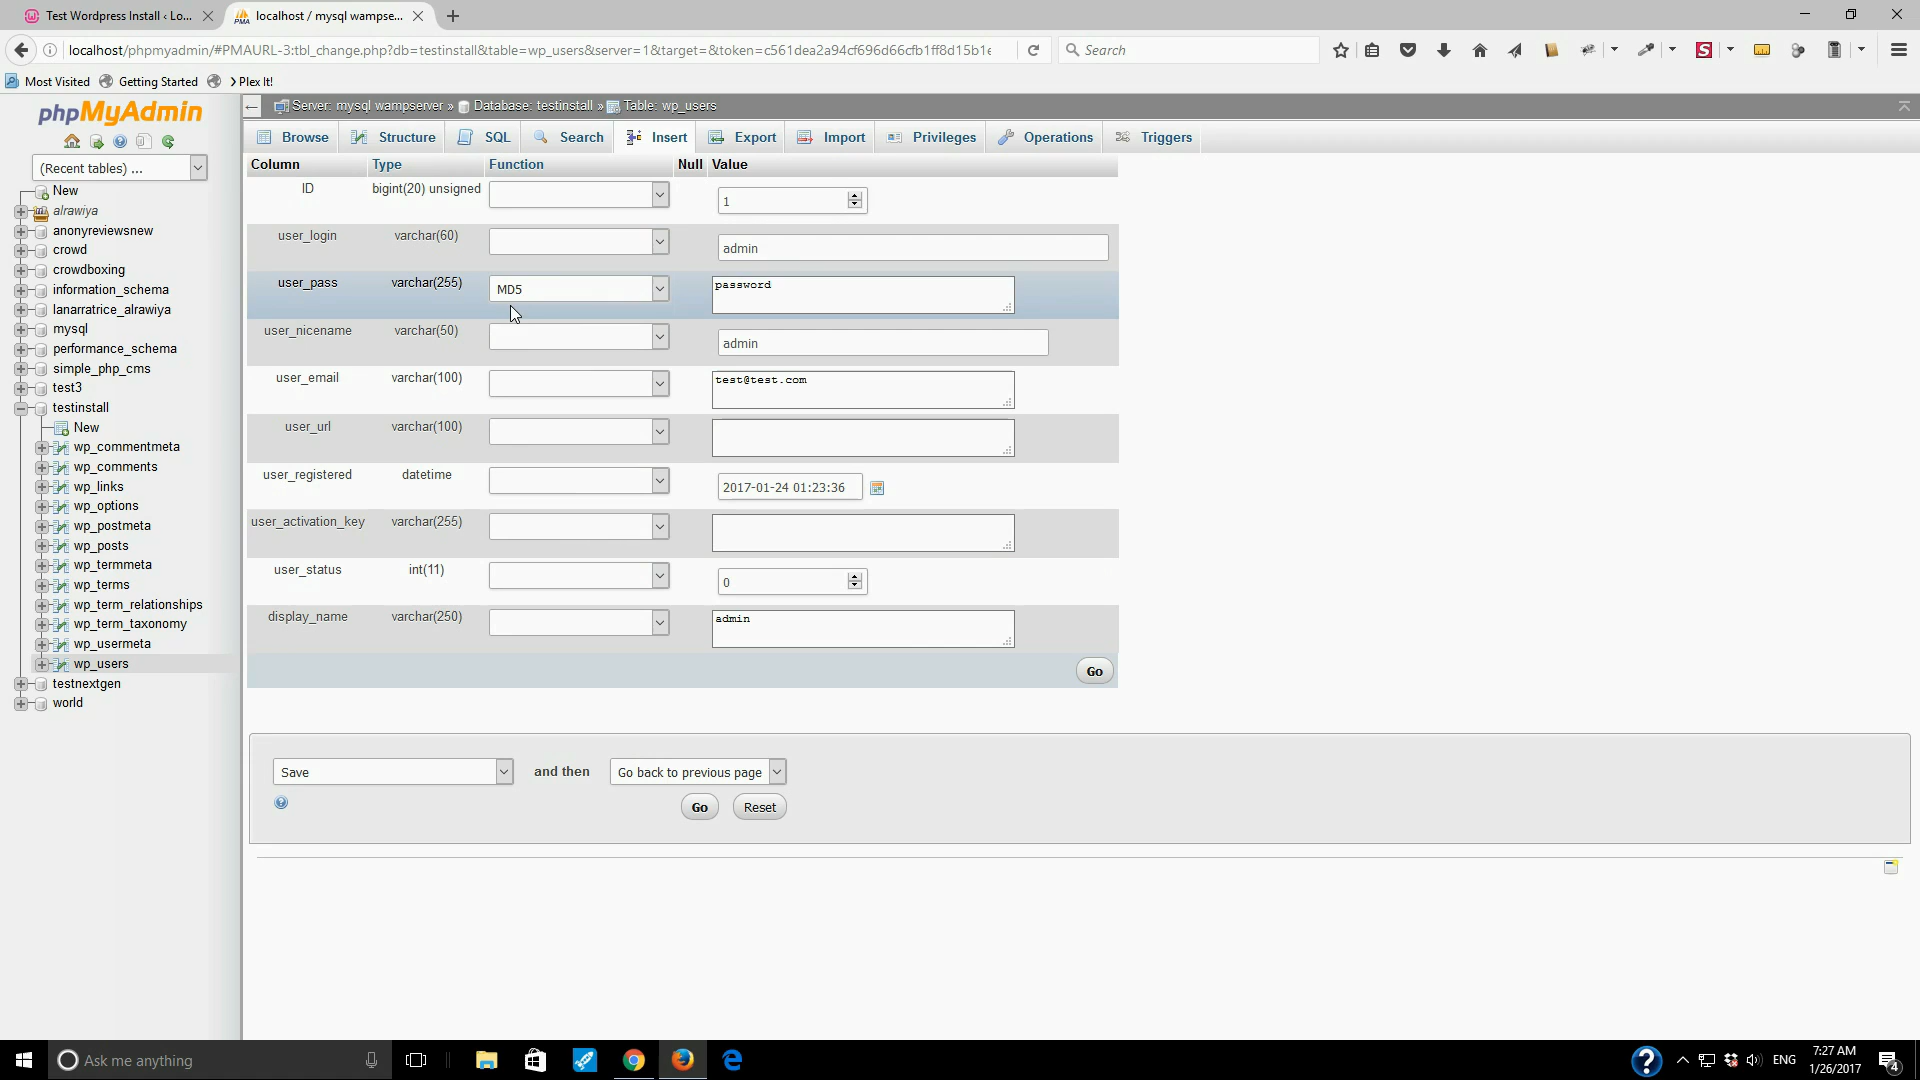 Test Wordpress Install ‹ Lo...
localhost / mysql wampse...
localhost/phpmyadmin/#PMAURL-3:tbl_change.php?db=testinstall&table=wp_users&server=1&target=&token=c561dea2a94cf696d66cfb1ff8d15b1e
Search
Most Visited Getting Started Plex It!
phpMyAdmin
(Recent tables) ...
New
alrawiya
anonyreviewsnew
crowd
crowdboxing
information_schema
lanarratrice_alrawiya
mysql
performance_schema
simple_php_cms
test3
testinstall
New
wp_commentmeta
wp_comments
wp_links
wp_options
wp_postmeta
wp_posts
wp_termmeta
wp_terms
wp_term_relationships
wp_term_taxonomy
wp_usermeta
wp_users
testnextgen
world
Server: mysql wampserver » Database: testinstall » Table: wp_users
Browse Structure SQL Search Insert Export Import Privileges Operations Triggers
Column Type Function Null Value
ID bigint(20) unsigned 1
user_login varchar(60) admin
user_pass varchar(255) MD5 password
user_nicename varchar(50) admin
user_email varchar(100) test@test.com
user_url varchar(100)
user_registered datetime 2017-01-24 01:23:36
user_activation_key varchar(255)
user_status int(11) 0
display_name varchar(250) admin
Go
Save and then Go back to previous page
Go Reset
Ask me anything
ENG
7:27 AM
1/26/2017
4